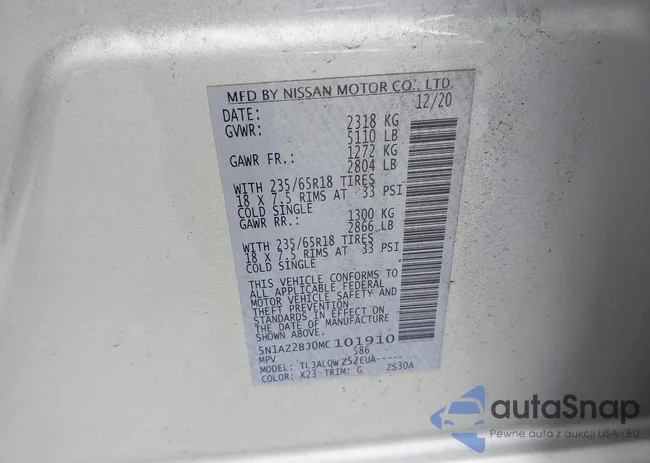 MFD BY NISSAN MOTOR CO., LTD.
DATE: 12/20
GVWR: 2318 KG
5110 LB
GAWR FR.: 1272 KG
2804 LB
WITH 235/65R18 TIRES
18 X 7.5 RIMS AT 33 PSI
COLD SINGLE
GAWR RR.: 1300 KG
2866 LB
WITH 235/65R18 TIRES
18 X 7.5 RIMS AT 33 PSI
COLD SINGLE
THIS VEHICLE CONFORMS TO
ALL APPLICABLE FEDERAL
MOTOR VEHICLE SAFETY AND
THEFT PREVENTION
STANDARDS IN EFFECT ON
THE DATE OF MANUFACTURE
SHOWN ABOVE.
5N1AZ2BJ0MC101910
MPV 586
MODEL: TLJALQWZ52EUA-----
COLOR: K23 TRIM: G ZS30A
autoSnap
Pewne auto z aukcji USA - EU